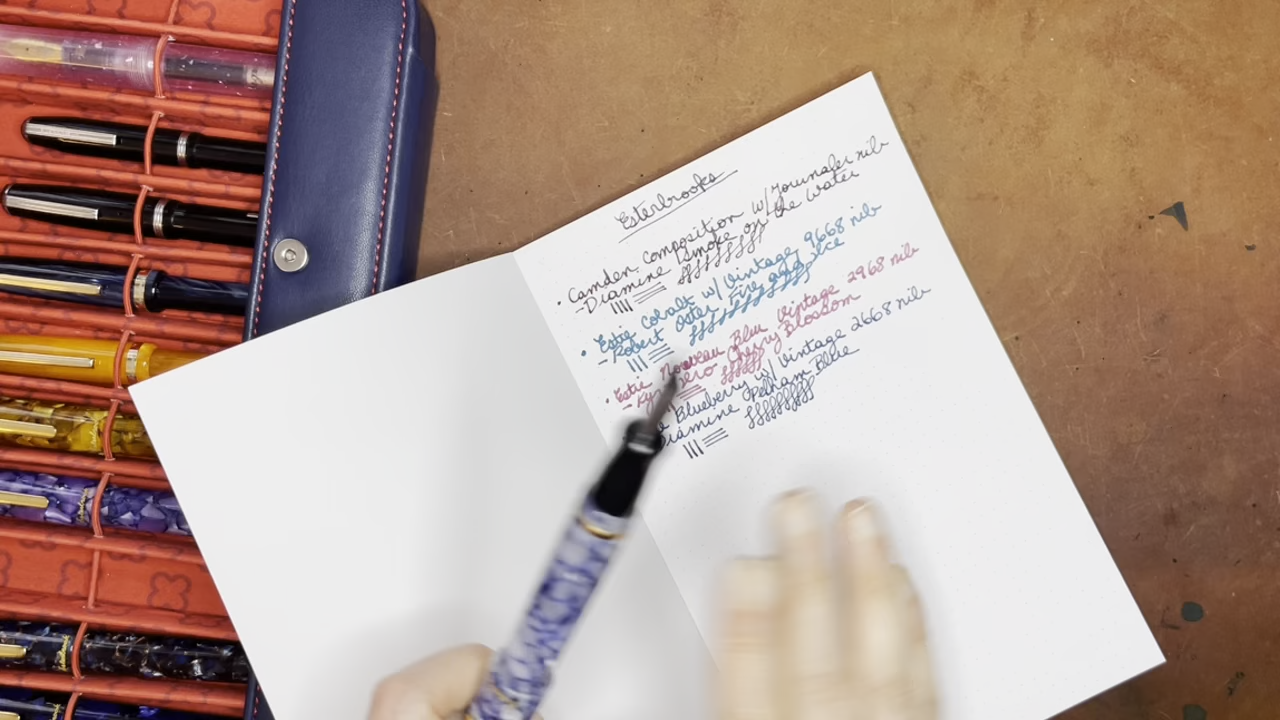 Esterbrooks
• Camden Composition w/ Journaler nib
- Diamine Smoke on the Water
• Estie Cobalt w/ Vintage 9668 nib
- Robert Oster Fire and Ice
• Estie Nouveau Bleu Vintage 2968 nib
- Cherry Blossom
Blueberry w/ Vintage 2668 nib
Diamine Pelham Blue